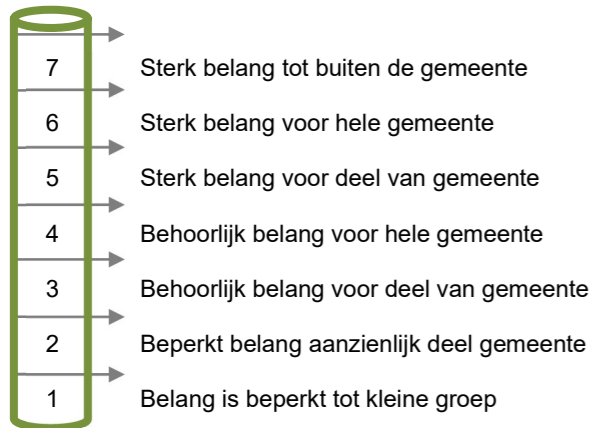 7 Sterk belang tot buiten de gemeente
6 Sterk belang voor hele gemeente
5 Sterk belang voor deel van gemeente
4 Behoorlijk belang voor hele gemeente
3 Behoorlijk belang voor deel van gemeente
2 Beperkt belang aanzienlijk deel gemeente
1 Belang is beperkt tot kleine groep